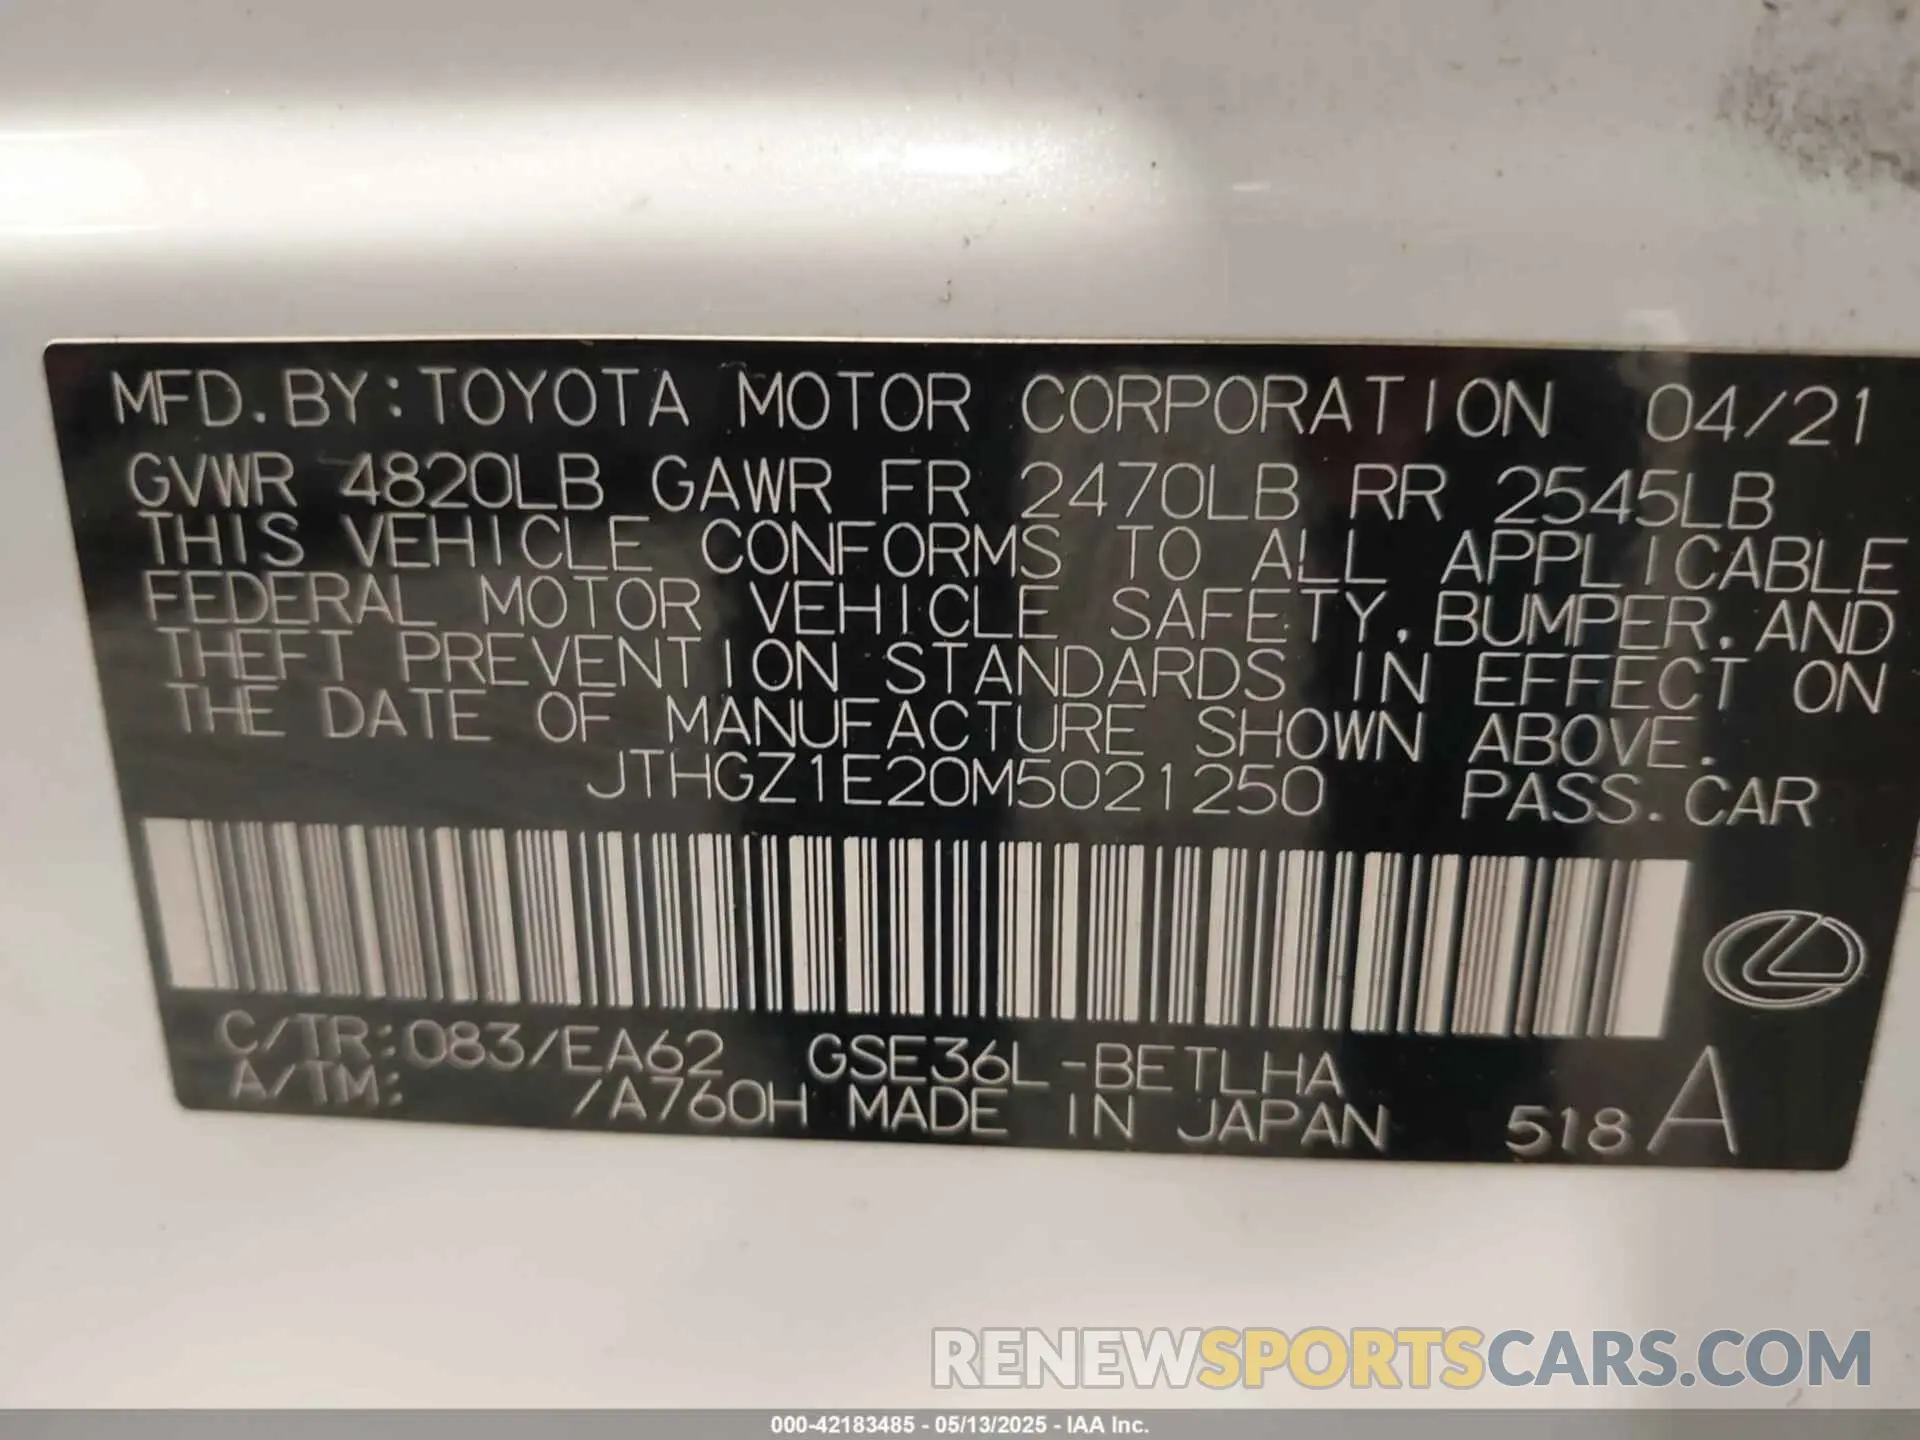 MFD. BY: TOYOTA MOTOR CORPORATION 04/21
GVWR 4820LB GAWR FR 2470LB RR 2545LB
THIS VEHICLE CONFORMS TO ALL APPLICABLE
FEDERAL MOTOR VEHICLE SAFETY, BUMPER, AND
THEFT PREVENTION STANDARDS IN EFFECT ON
THE DATE OF MANUFACTURE SHOWN ABOVE.
JTHGZ1E20M5021250 PASS. CAR
C/TR: 083/EA62 GSE36L-BETLHA
A/TM: /A760H MADE IN JAPAN 518 A
RENEWSPORTSCARS.COM
000-42183485 - 05/13/2025 - IAA Inc.